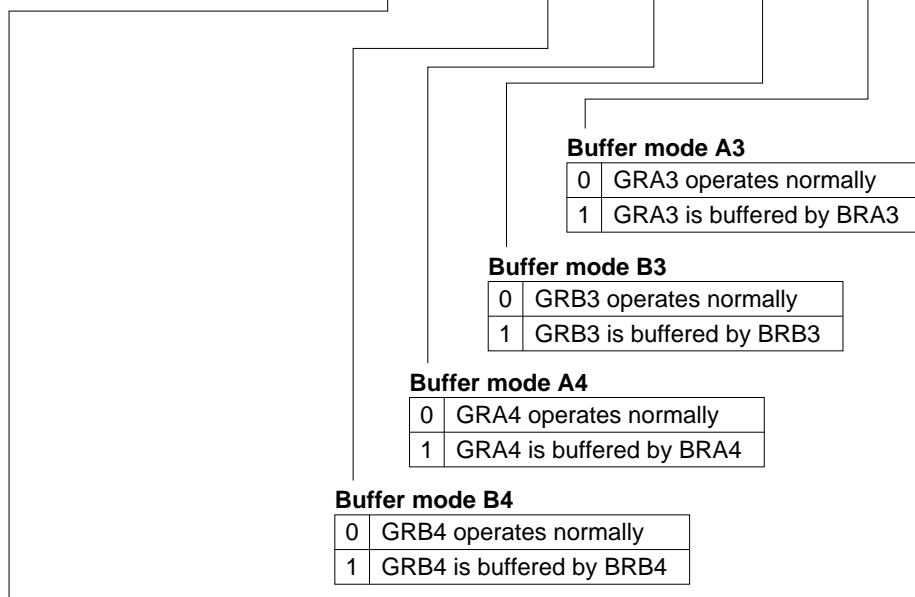 Buffer mode A3
0 GRA3 operates normally
1 GRA3 is buffered by BRA3
Buffer mode B3
0 GRB3 operates normally
1 GRB3 is buffered by BRB3
Buffer mode A4
0 GRA4 operates normally
1 GRA4 is buffered by BRA4
Buffer mode B4
0 GRB4 operates normally
1 GRB4 is buffered by BRB4